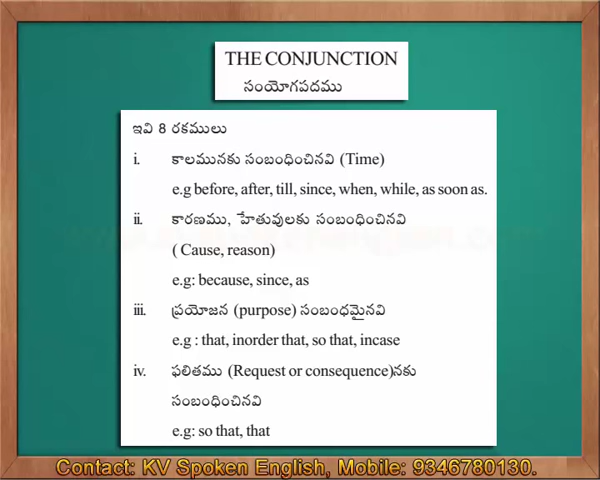 THE CONJUNCTION
సంయోగపదము
ఇవి 8 రకములు
i. కాలమునకు సంబంధించినవి (Time)
e.g before, after, till, since, when, while, as soon as.
ii. కారణము, హేతువులకు సంబంధించినవి
( Cause, reason)
e.g: because, since, as
iii. ప్రయోజన (purpose) సంబంధమైనవి
e.g : that, inorder that, so that, incase
iv. ఫలితము (Request or consequence)నకు
సంబంధించినవి
e.g: so that, that
Contact: KV Spoken English, Mobile: 9346780130.